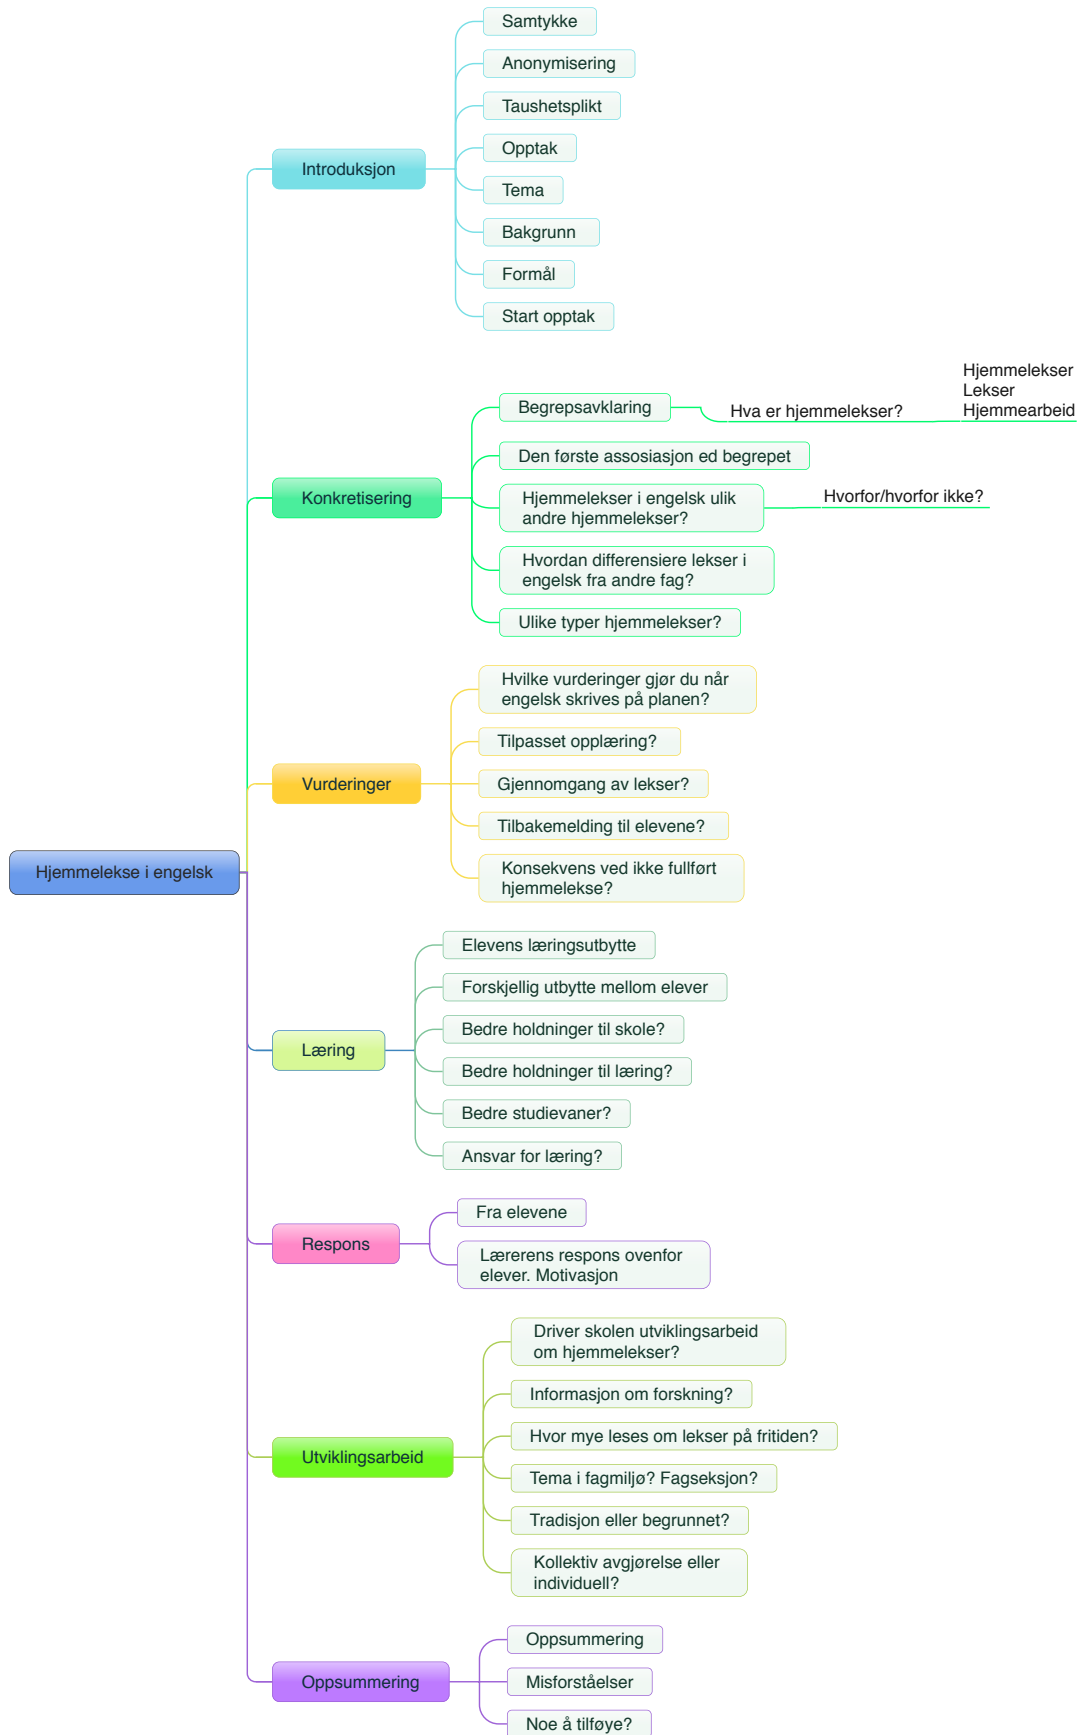 Hjemmelekse i engelsk
Introduksjon
Samtykke
Anonymisering
Taushetsplikt
Opptak
Tema
Bakgrunn
Formål
Start opptak
Konkretisering
Begrepsavklaring
Hva er hjemmelekser?
Hjemmelekser
Lekser
Hjemmearbeid
Den første assosiasjon ed begrepet
Hjemmelekser i engelsk ulik
andre hjemmelekser?
Hvorfor/hvorfor ikke?
Hvordan differensiere lekser i
engelsk fra andre fag?
Ulike typer hjemmelekser?
Vurderinger
Hvilke vurderinger gjør du når
engelsk skrives på planen?
Tilpasset opplæring?
Gjennomgang av lekser?
Tilbakemelding til elevene?
Konsekvens ved ikke fullført
hjemmelekse?
Læring
Elevens læringsutbytte
Forskjellig utbytte mellom elever
Bedre holdninger til skole?
Bedre holdninger til læring?
Bedre studievaner?
Ansvar for læring?
Respons
Fra elevene
Lærerens respons ovenfor
elever. Motivasjon
Utviklingsarbeid
Driver skolen utviklingsarbeid
om hjemmelekser?
Informasjon om forskning?
Hvor mye leses om lekser på fritiden?
Tema i fagmiljø? Fagseksjon?
Tradisjon eller begrunnet?
Kollektiv avgjørelse eller
individuell?
Oppsummering
Oppsummering
Misforståelser
Noe å tilføye?